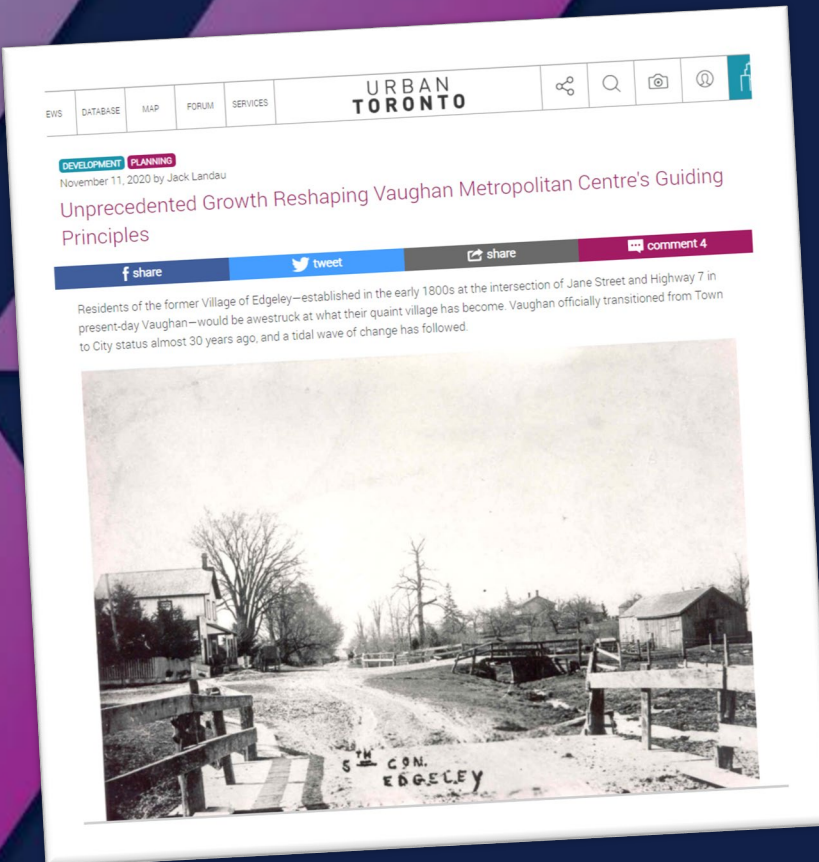 EWS DATABASE MAP FORUM SERVICES
URBAN
TORONTO
DEVELOPMENT PLANNING
November 11, 2020 by Jack Landau
Unprecedented Growth Reshaping Vaughan Metropolitan Centre's Guiding
Principles
f share tweet share comment 4
Residents of the former Village of Edgeley—established in the early 1800s at the intersection of Jane Street and Highway 7 in
present-day Vaughan—would be awestruck at what their quaint village has become. Vaughan officially transitioned from Town
to City status almost 30 years ago, and a tidal wave of change has followed.
5TH CON.
EDGELEY